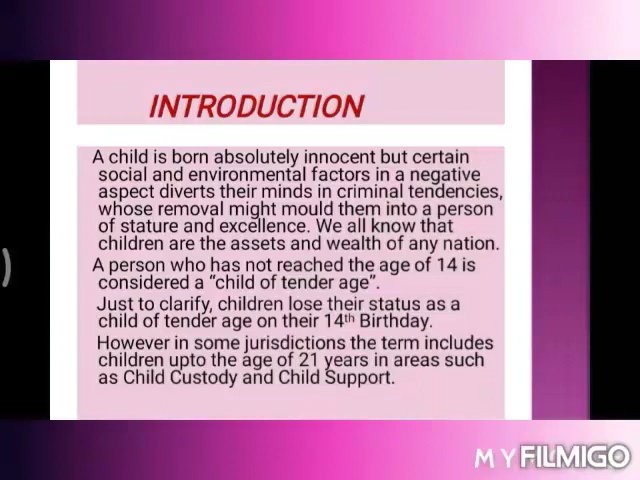 INTRODUCTION
A child is born absolutely innocent but certain
social and environmental factors in a negative
aspect diverts their minds in criminal tendencies,
whose removal might mould them into a person
of stature and excellence. We all know that
children are the assets and wealth of any nation.
A person who has not reached the age of 14 is
considered a “child of tender age”.
Just to clarify, children lose their status as a
child of tender age on their 14th Birthday.
However in some jurisdictions the term includes
children upto the age of 21 years in areas such
as Child Custody and Child Support.
MY FILMIGO